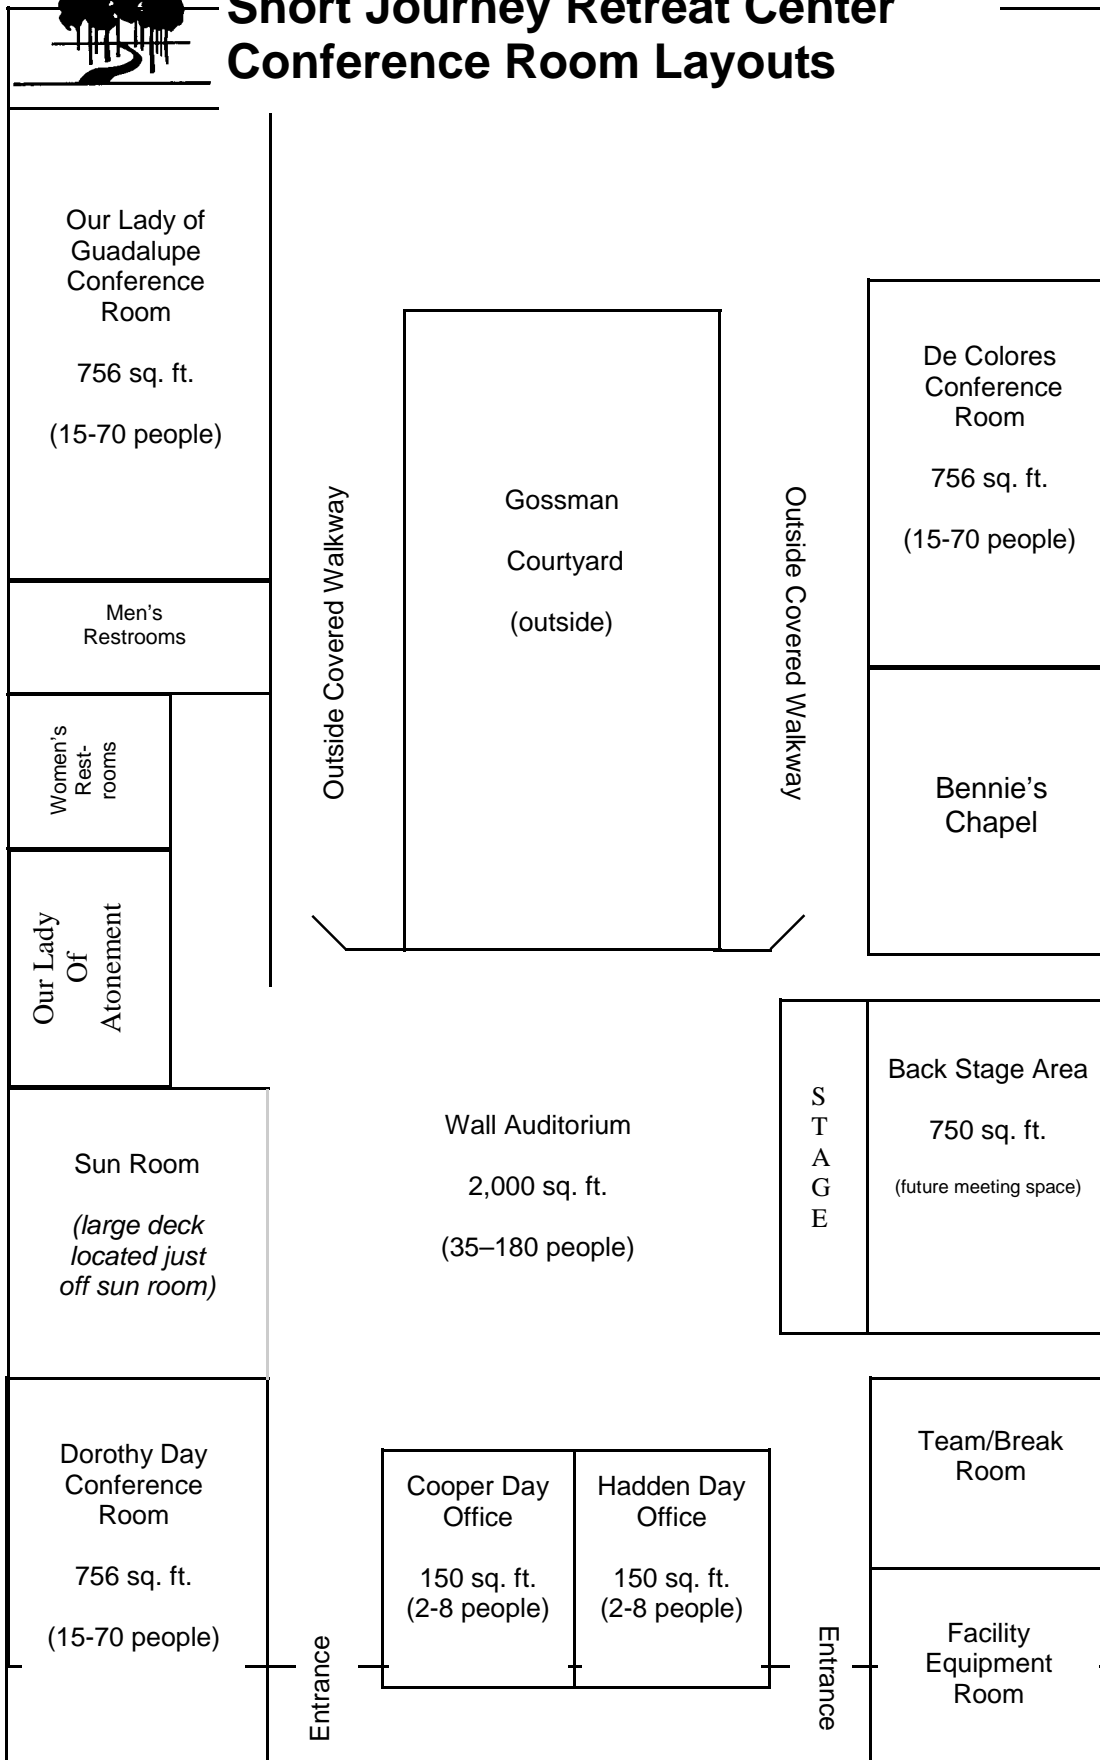 Short Journey Retreat Center
Conference Room Layouts
Our Lady of
Guadalupe
Conference
Room
756 sq. ft.
(15-70 people)
Men’s
Restrooms
Women’s
Rest-
rooms
Our Lady
Of
Atonement
Sun Room
(large deck
located just
off sun room)
Dorothy Day
Conference
Room
756 sq. ft.
(15-70 people)
Outside Covered Walkway
Gossman
Courtyard
(outside)
Outside Covered Walkway
De Colores
Conference
Room
756 sq. ft.
(15-70 people)
Bennie’s
Chapel
Wall Auditorium
2,000 sq. ft.
(35–180 people)
S
T
A
G
E
Back Stage Area
750 sq. ft.
(future meeting space)
Entrance
Cooper Day
Office
150 sq. ft.
(2-8 people)
Hadden Day
Office
150 sq. ft.
(2-8 people)
Entrance
Team/Break
Room
Facility
Equipment
Room